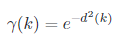 γ(k) = e^{-d^2(k)}